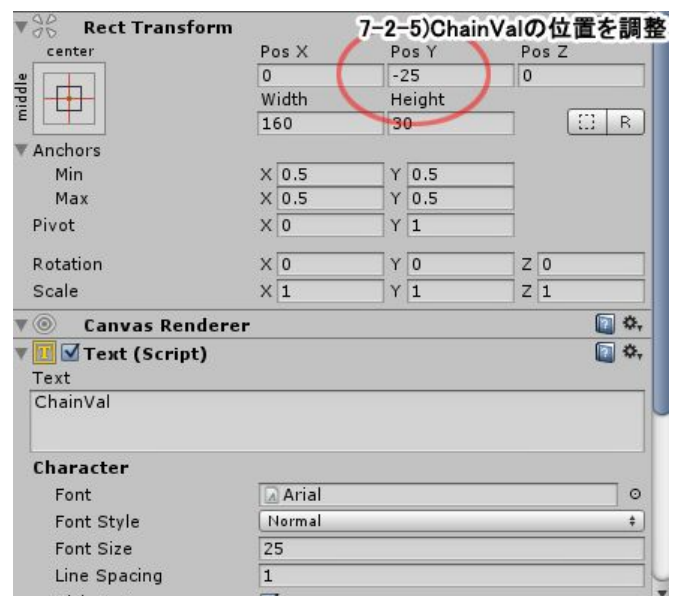 Rect Transform
7-2-5)ChainValの位置を調整
center
Pos X Pos Y Pos Z
middle
0 -25 0
Width Height
160 30
R
Anchors
Min X 0.5 Y 0.5
Max X 0.5 Y 0.5
Pivot X 0 Y 1
Rotation X 0 Y 0 Z 0
Scale X 1 Y 1 Z 1
Canvas Renderer
T Text (Script)
Text
ChainVal
Character
Font Arial
Font Style Normal
Font Size 25
Line Spacing 1